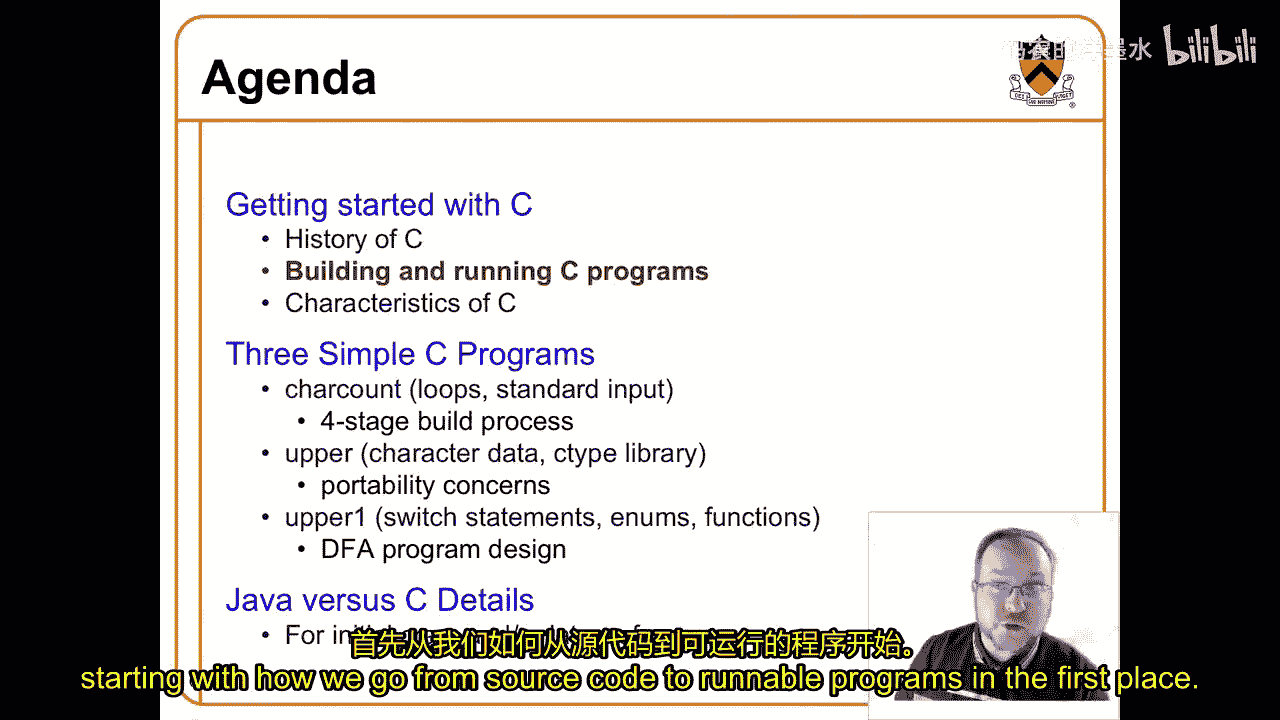 Agenda
水 bilibili
Getting started with C
• History of C
• Building and running C programs
• Characteristics of C
Three Simple C Programs
• charcount (loops, standard input)
• 4-stage build process
• upper (character data, ctype library)
• portability concerns
• upper1 (switch statements, enums, functions)
• DFA program design
Java versus C Details
• For
首先从我们如何从源代码到可运行的程序开始。
starting with how we go from source code to runnable programs in the first place.